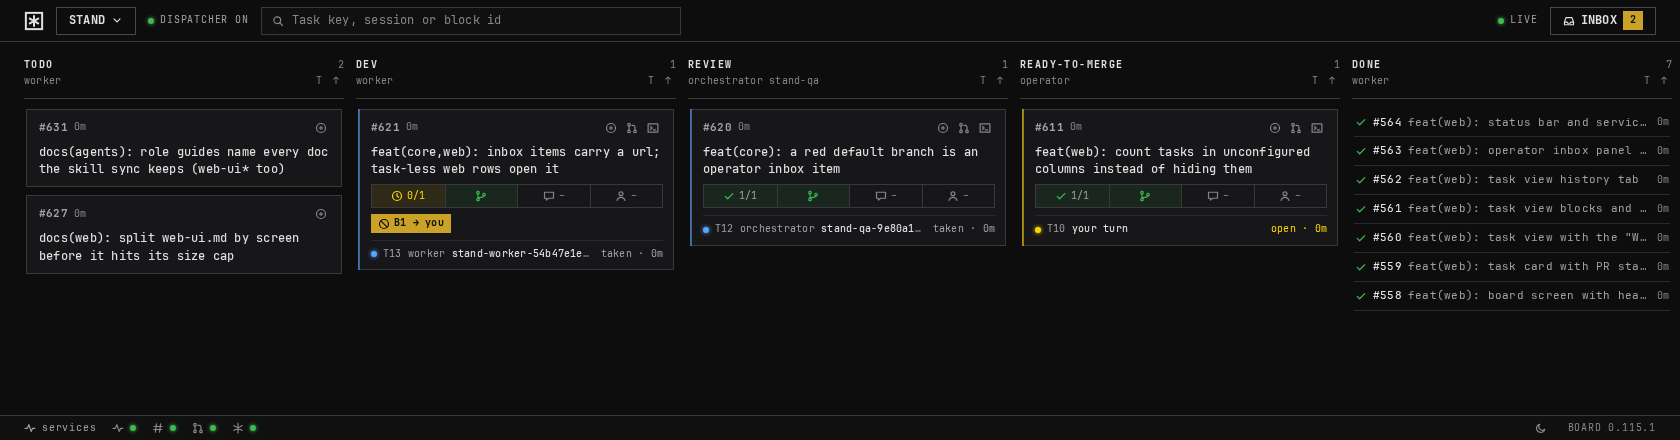 STAND DISPATCHER ON Task key, session or block id LIVE INBOX 2
TODO 2
worker T ↑
#631 0m
docs(agents): role guides name every doc
the skill sync keeps (web-ui* too)
#627 0m
docs(web): split web-ui.md by screen
before it hits its size cap
DEV 1
worker T ↑
#621 0m
feat(core,web): inbox items carry a url;
task-less web rows open it
0/1 – –
B1 → you
T13 worker stand-worker-54b47e1e… taken · 0m
REVIEW 1
orchestrator stand-qa T ↑
#620 0m
feat(core): a red default branch is an
operator inbox item
1/1 – –
T12 orchestrator stand-qa-9e80a1… taken · 0m
READY-TO-MERGE 1
operator T ↑
#611 0m
feat(web): count tasks in unconfigured
columns instead of hiding them
1/1 – –
T10 your turn open · 0m
DONE 7
worker T ↑
#564 feat(web): status bar and servic… 0m
#563 feat(web): operator inbox panel … 0m
#562 feat(web): task view history tab 0m
#561 feat(web): task view blocks and … 0m
#560 feat(web): task view with the "W… 0m
#559 feat(web): task card with PR sta… 0m
#558 feat(web): board screen with hea… 0m
services BOARD 0.115.1